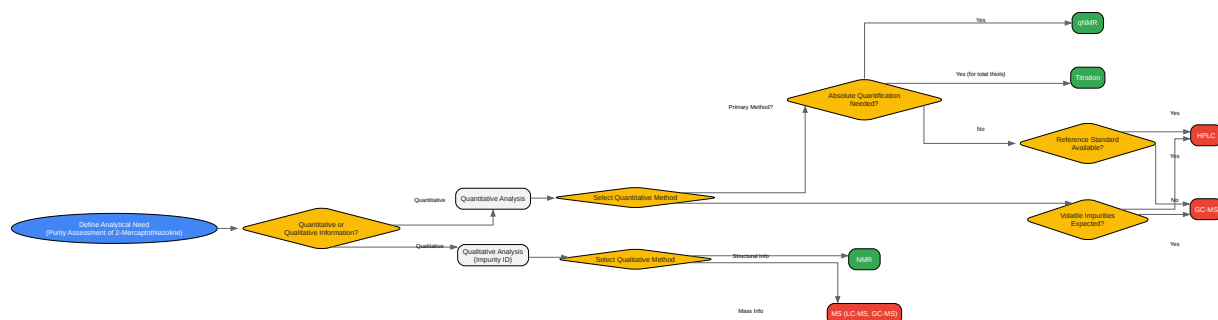 Define Analytical Need
(Purity Assessment of 2-Mercaptothiazoline)
Quantitative or
Qualitative Information?
Quantitative
Quantitative Analysis
Qualitative
Qualitative Analysis
(Impurity ID)
Select Quantitative Method
Select Qualitative Method
Primary Method?
Absolute Quantification
Needed?
Yes
qNMR
Yes (for total thiols)
Titration
No
Reference Standard
Available?
Yes
HPLC
Yes
No
GC-MS
Volatile Impurities
Expected?
Yes
Structural Info
NMR
Mass Info
MS (LC-MS, GC-MS)